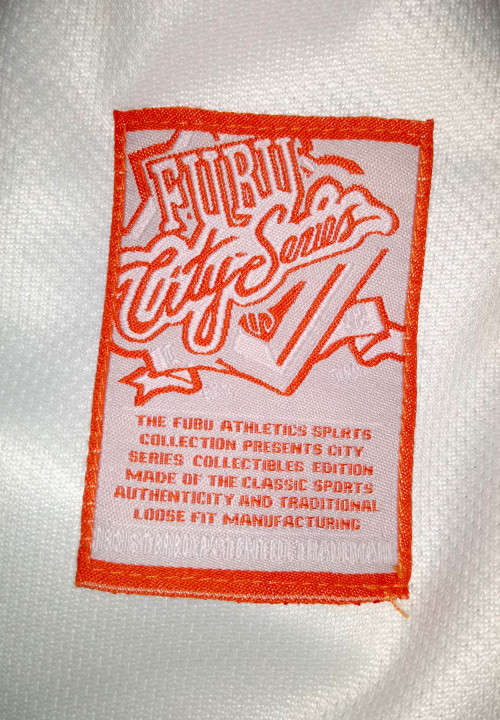 FUBU
City Series
THE FUBU ATHLETICS SPLRTS
COLLECTION PRESENTS CITY
SERIES COLLECTIBLES EDITION
MADE OF THE CLASSIC SPORTS
AUTHENTICITY AND TRADITIONAL
LOOSE FIT MANUFACTURING